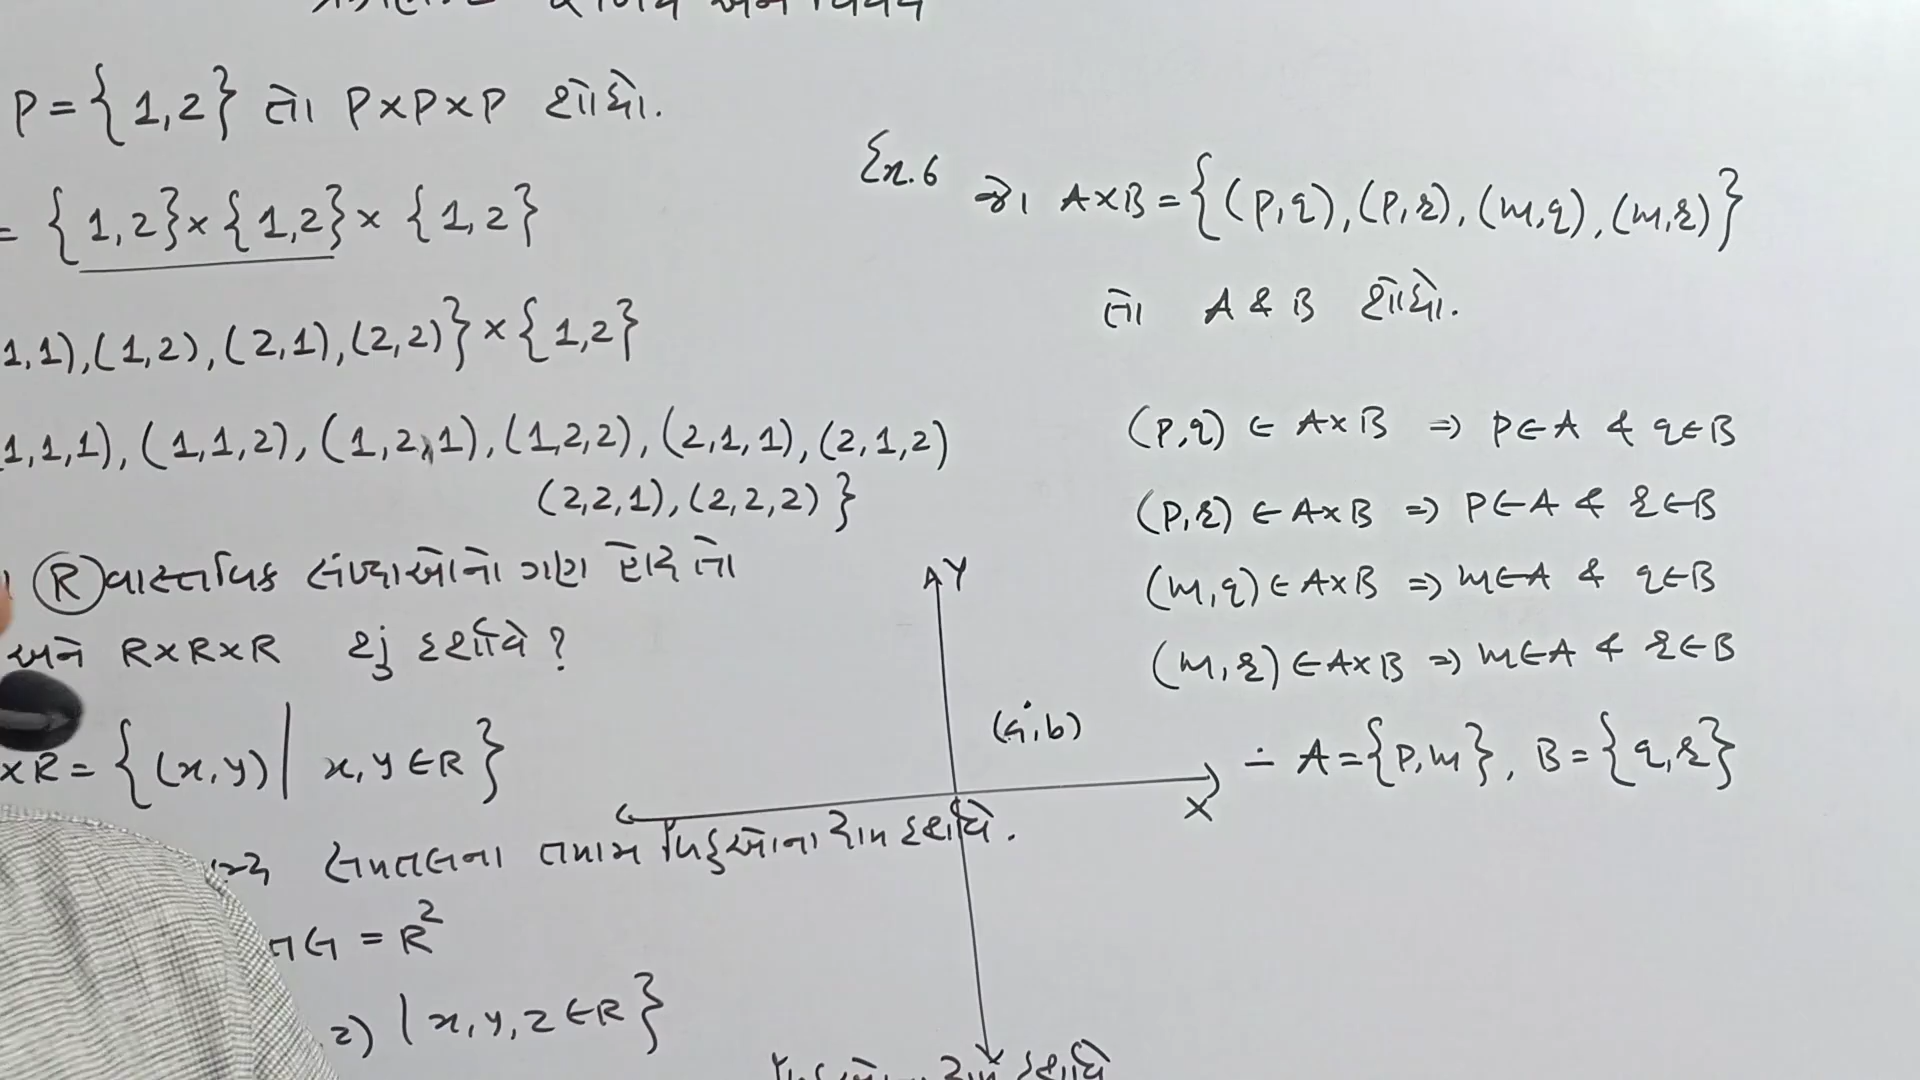 P = {1,2} તો P×P×P શોધો.
= {1,2}×{1,2}× {1,2}
1,1),(1,2),(2,1),(2,2)}×{1,2}
1,1,1),(1,1,2),(1,2,1),(1,2,2),(2,1,1),(2,1,2)
(2,2,1),(2,2,2)}
R વાસ્તવિક સંખ્યાઓનો ગણ હોય તો
અને R×R×R શું દર્શાવે ?
×R = {(x,y)| x,y ∈R}
સમતલના તમામ બિંદુઓના યામ દર્શાવે.
તલ = R²
z) | x,y,z ∈R}
Y
(a,b)
X
Ex.6 જો A×B = {(p,q),(p,r),(m,q),(m,r)}
તો A & B શોધો.
(p,q) ∈ A×B ⇒ p∈A & q∈B
(p,r) ∈ A×B ⇒ p∈A & r∈B
(m,q) ∈ A×B ⇒ m∈A & q∈B
(m,r) ∈ A×B ⇒ m∈A & r∈B
∴ A={p,m}, B={q,r}